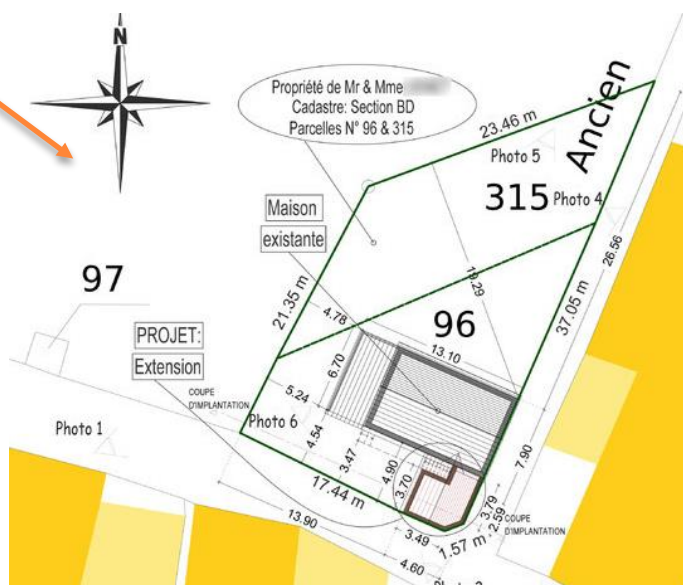 N
Propriété de Mr & Mme
Cadastre: Section BD
Parcelles N° 96 & 315
23.46 m
Ancien
Photo 5
315
Photo 4
Maison
existante
26.56
97
21.35 m
19.29
37.05 m
4.78
96
PROJET:
Extension
13.10
6.70
5.24
COUPE
D'IMPLANTATION
Photo 6
Photo 1
4.54
3.47
4.90
3.70
7.90
17.44 m
3.79
2.59
COUPE
D'IMPLANTATION
13.90
3.49
1.57 m
4.60